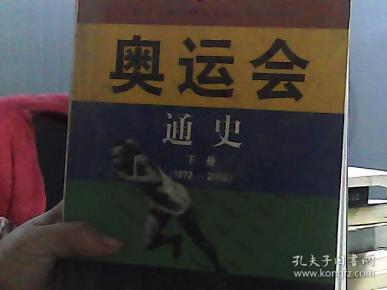 奥运会
通史
下册
(1972-2000)
孔夫子旧书网
www.kongfz.com